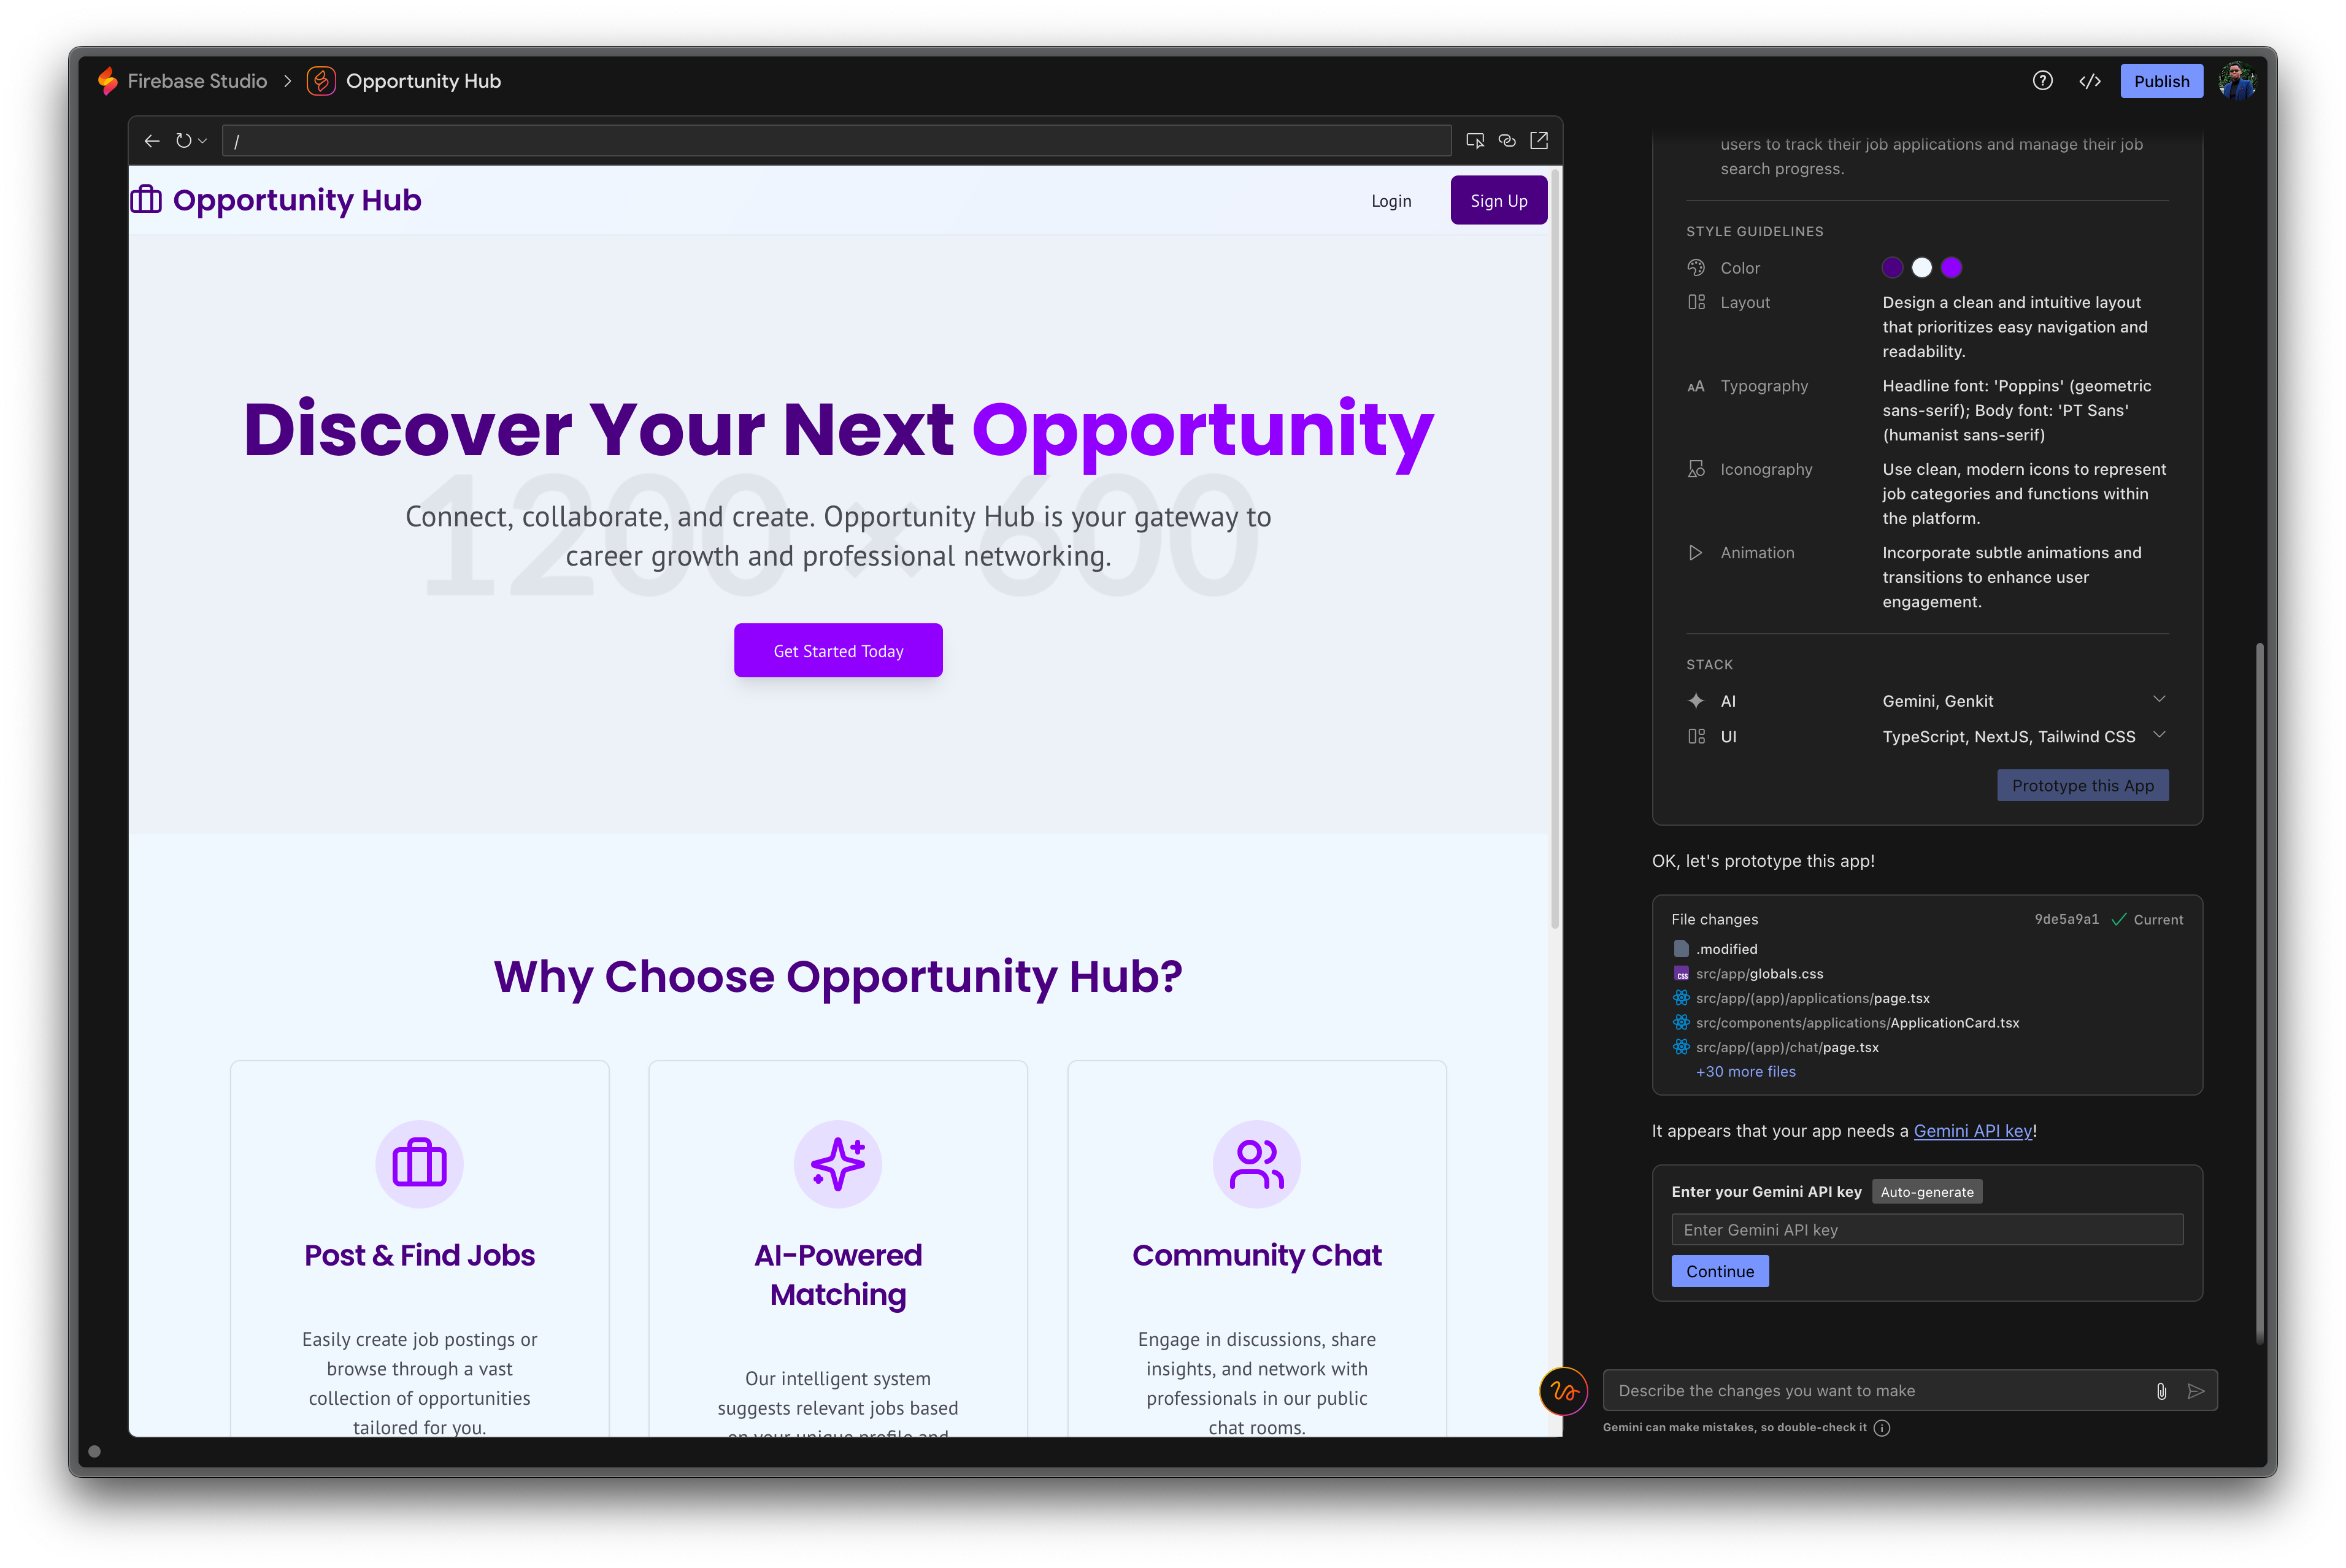 Firebase Studio > Opportunity Hub
Publish
/
Opportunity Hub
Login
Sign Up
Discover Your Next Opportunity
1200 × 600
Connect, collaborate, and create. Opportunity Hub is your gateway to
career growth and professional networking.
Get Started Today
Why Choose Opportunity Hub?
Post & Find Jobs
Easily create job postings or
browse through a vast
collection of opportunities
tailored for you.
AI-Powered
Matching
Our intelligent system
suggests relevant jobs based
on your unique profile and
Community Chat
Engage in discussions, share
insights, and network with
professionals in our public
chat rooms.
users to track their job applications and manage their job
search progress.
STYLE GUIDELINES
Color
Layout
Design a clean and intuitive layout
that prioritizes easy navigation and
readability.
Typography
Headline font: 'Poppins' (geometric
sans-serif); Body font: 'PT Sans'
(humanist sans-serif)
Iconography
Use clean, modern icons to represent
job categories and functions within
the platform.
Animation
Incorporate subtle animations and
transitions to enhance user
engagement.
STACK
AI
Gemini, Genkit
UI
TypeScript, NextJS, Tailwind CSS
Prototype this App
OK, let's prototype this app!
File changes
9de5a9a1 Current
.modified
src/app/globals.css
src/app/(app)/applications/page.tsx
src/components/applications/ApplicationCard.tsx
src/app/(app)/chat/page.tsx
+30 more files
It appears that your app needs a Gemini API key!
Enter your Gemini API key
Auto-generate
Enter Gemini API key
Continue
Describe the changes you want to make
Gemini can make mistakes, so double-check it